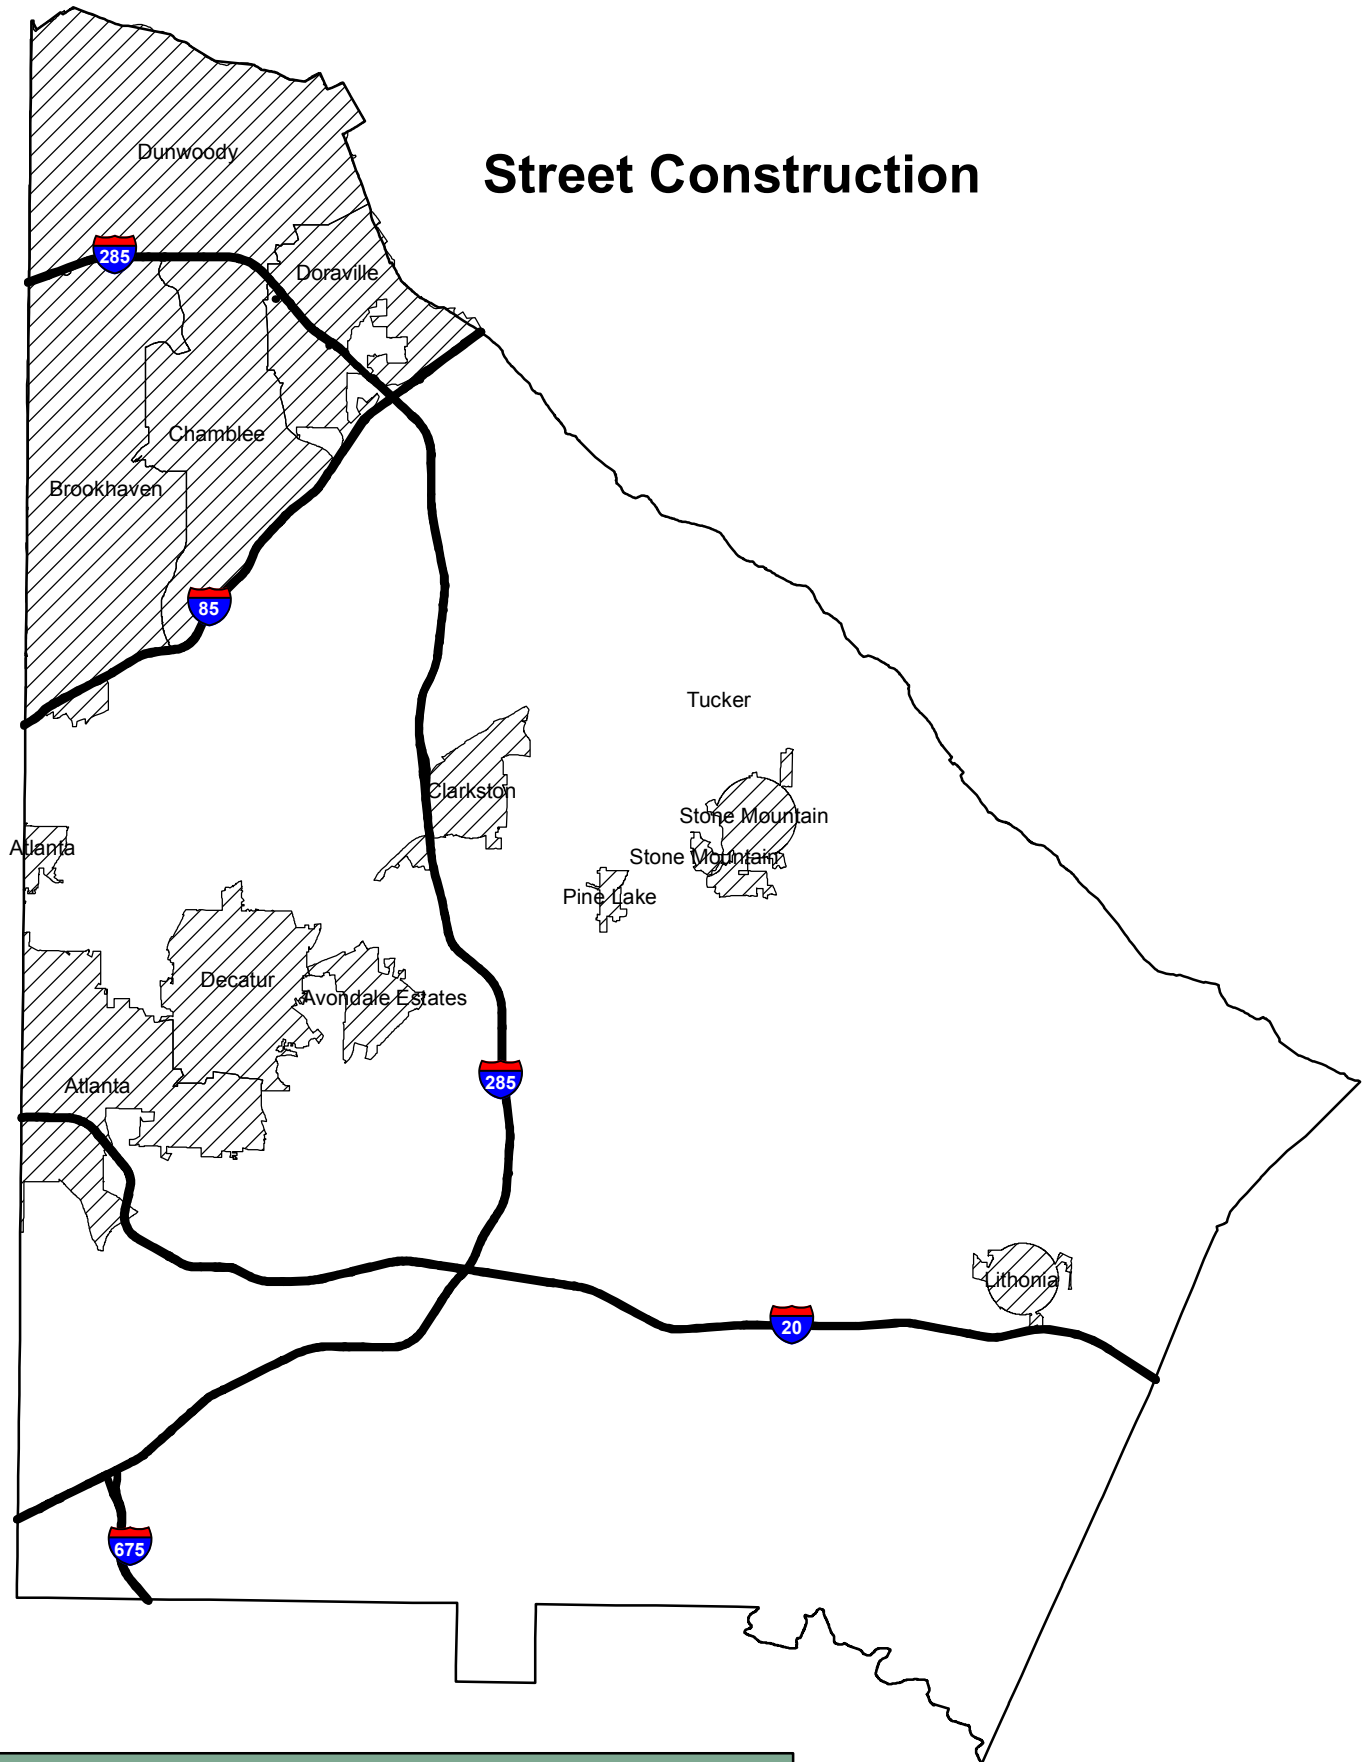 Dunwoody
Street Construction
285
Doraville
Chamblee
Brookhaven
85
Tucker
Clarkston
Stone Mountain
Atlanta
Stone Mountain
Pine Lake
Decatur
Avondale Estates
285
Atlanta
Lithonia
20
675